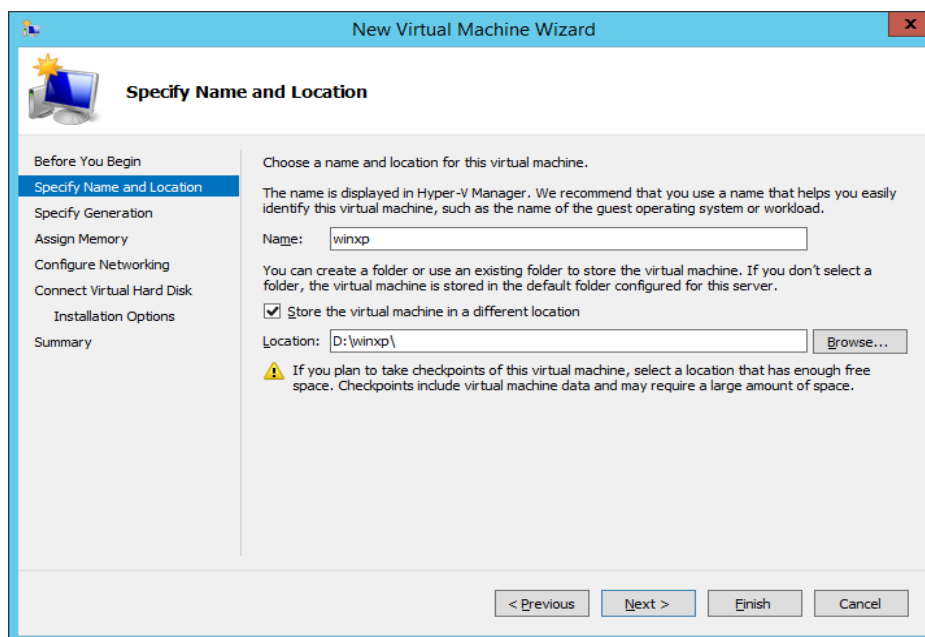 New Virtual Machine Wizard
x
Specify Name and Location
Before You Begin
Specify Name and Location
Specify Generation
Assign Memory
Configure Networking
Connect Virtual Hard Disk
Installation Options
Summary
Choose a name and location for this virtual machine.
The name is displayed in Hyper-V Manager. We recommend that you use a name that helps you easily
identify this virtual machine, such as the name of the guest operating system or workload.
Name: winxp
You can create a folder or use an existing folder to store the virtual machine. If you don’t select a
folder, the virtual machine is stored in the default folder configured for this server.
Store the virtual machine in a different location
Location: D:\winxp\ Browse...
If you plan to take checkpoints of this virtual machine, select a location that has enough free
space. Checkpoints include virtual machine data and may require a large amount of space.
< Previous Next > Finish Cancel